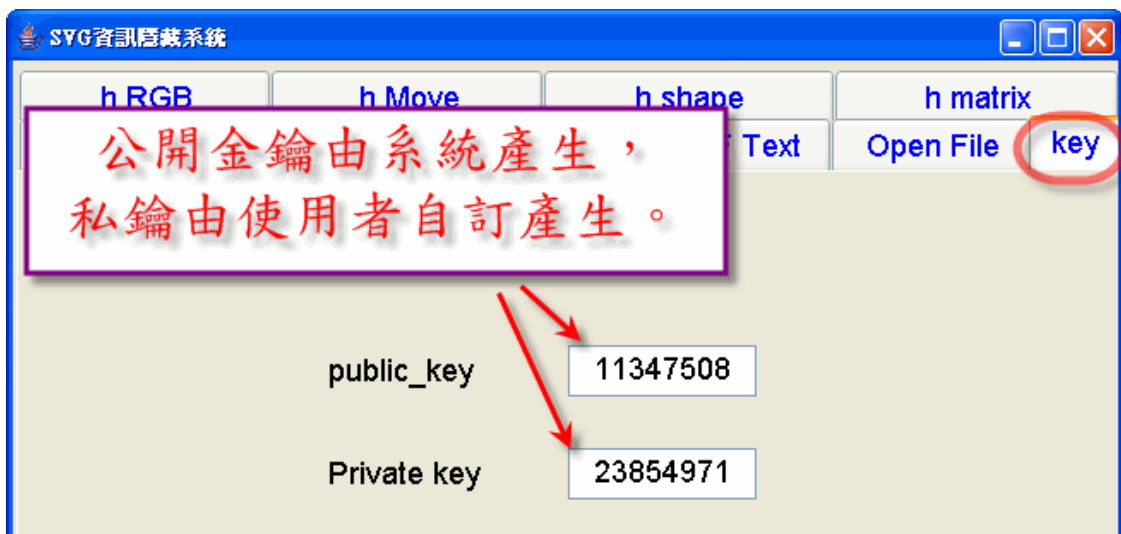 SVG資訊隱藏系統
h RGB h Move h shape h matrix
Text Open File key
公開金鑰由系統產生，
私鑰由使用者自訂產生。
public_key 11347508
Private key 23854971